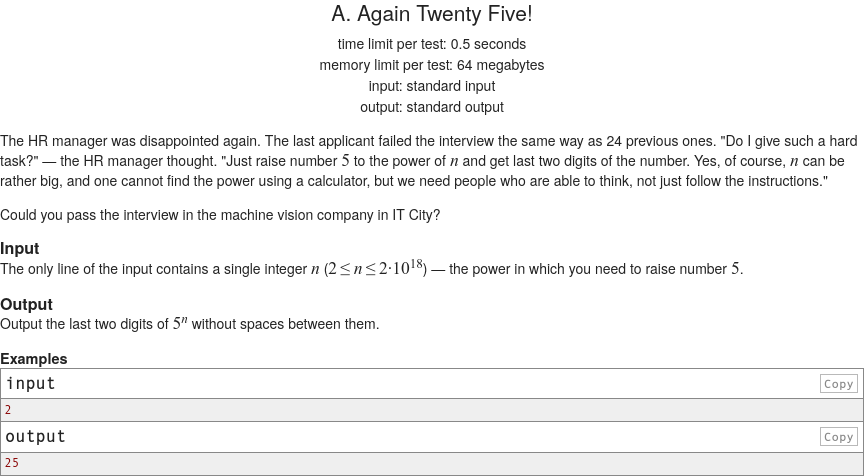 A. Again Twenty Five!
time limit per test: 0.5 seconds
memory limit per test: 64 megabytes
input: standard input
output: standard output
The HR manager was disappointed again. The last applicant failed the interview the same way as 24 previous ones. "Do I give such a hard
task?" — the HR manager thought. "Just raise number 5 to the power of n and get last two digits of the number. Yes, of course, n can be
rather big, and one cannot find the power using a calculator, but we need people who are able to think, not just follow the instructions."
Could you pass the interview in the machine vision company in IT City?
Input
The only line of the input contains a single integer n (2 ≤ n ≤ 2·10^18) — the power in which you need to raise number 5.
Output
Output the last two digits of 5^n without spaces between them.
Examples
input Copy
2
output Copy
25